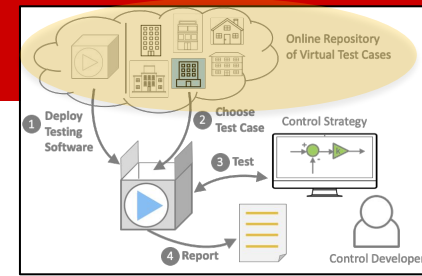 Online Repository
of Virtual Test Cases
1 Deploy
Testing
Software
2 Choose
Test Case
Control Strategy
3 Test
+
-
K
4 Report
Control Developer